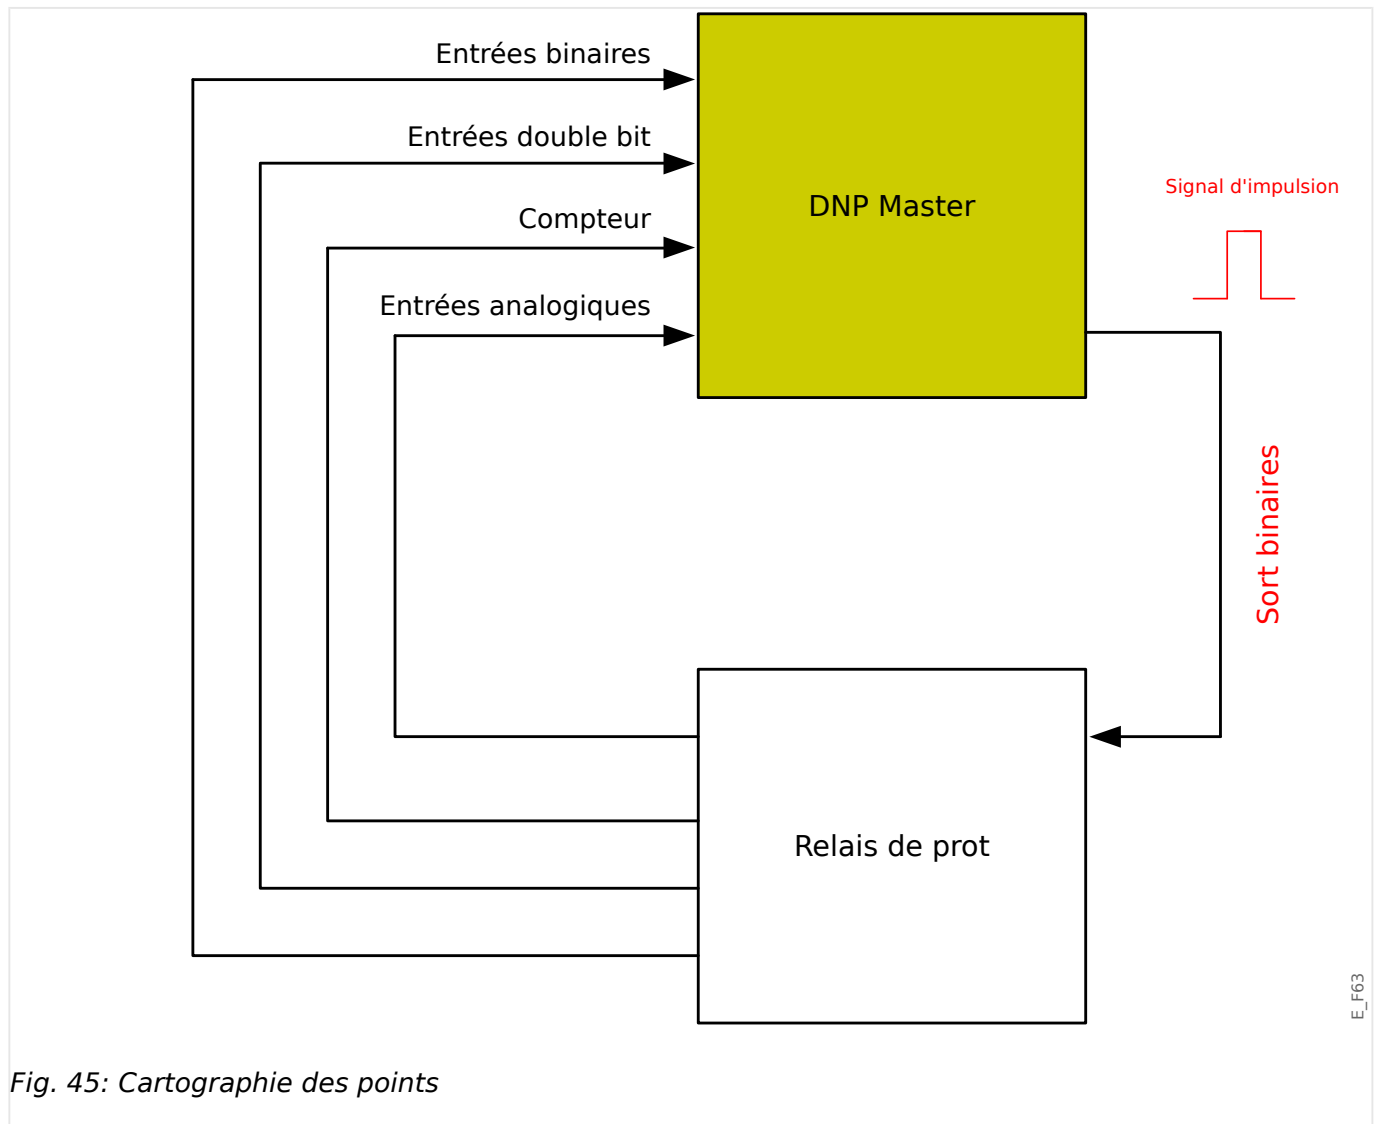 Entrées binaires
Entrées double bit
Compteur
Entrées analogiques
DNP Master
Signal d'impulsion
Sort binaires
Relais de prot
E_F63
Fig. 45: Cartographie des points